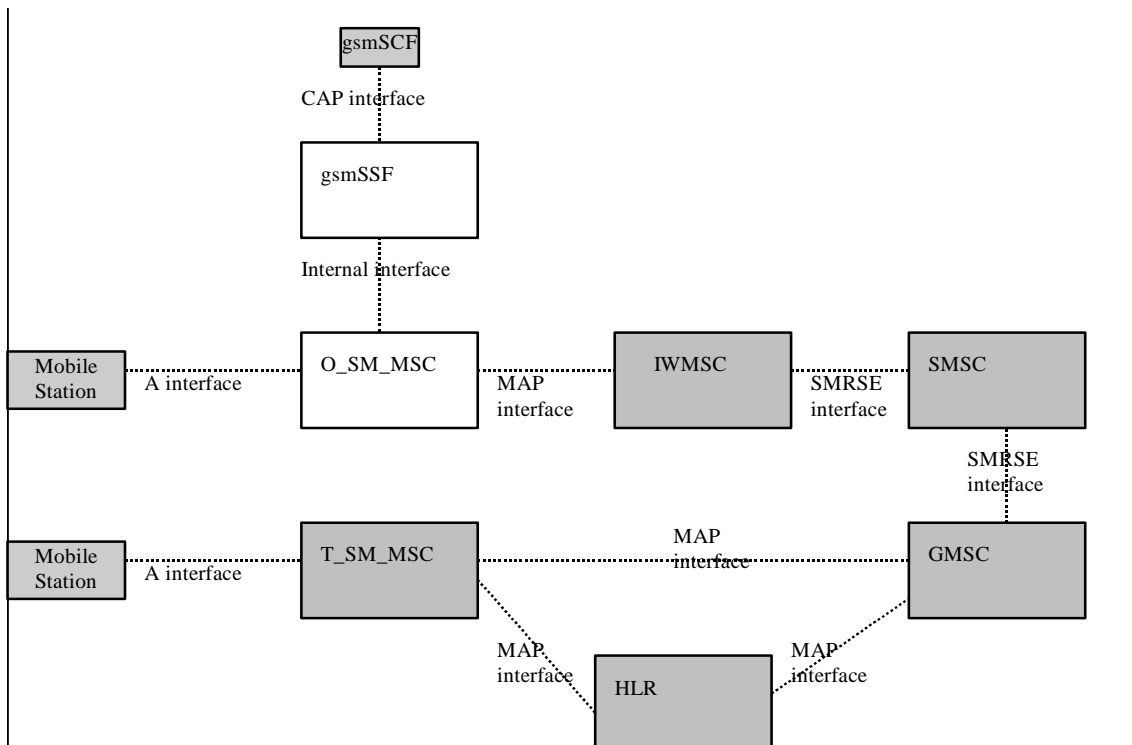 gsmSCF
CAP interface
gsmSSF
Internal interface
Mobile
Station
A interface
O_SM_MSC
MAP
interface
IWMSC
SMRSE
interface
SMSC
SMRSE
interface
Mobile
Station
A interface
T_SM_MSC
MAP
interface
GMSC
MAP
interface
HLR
MAP
interface